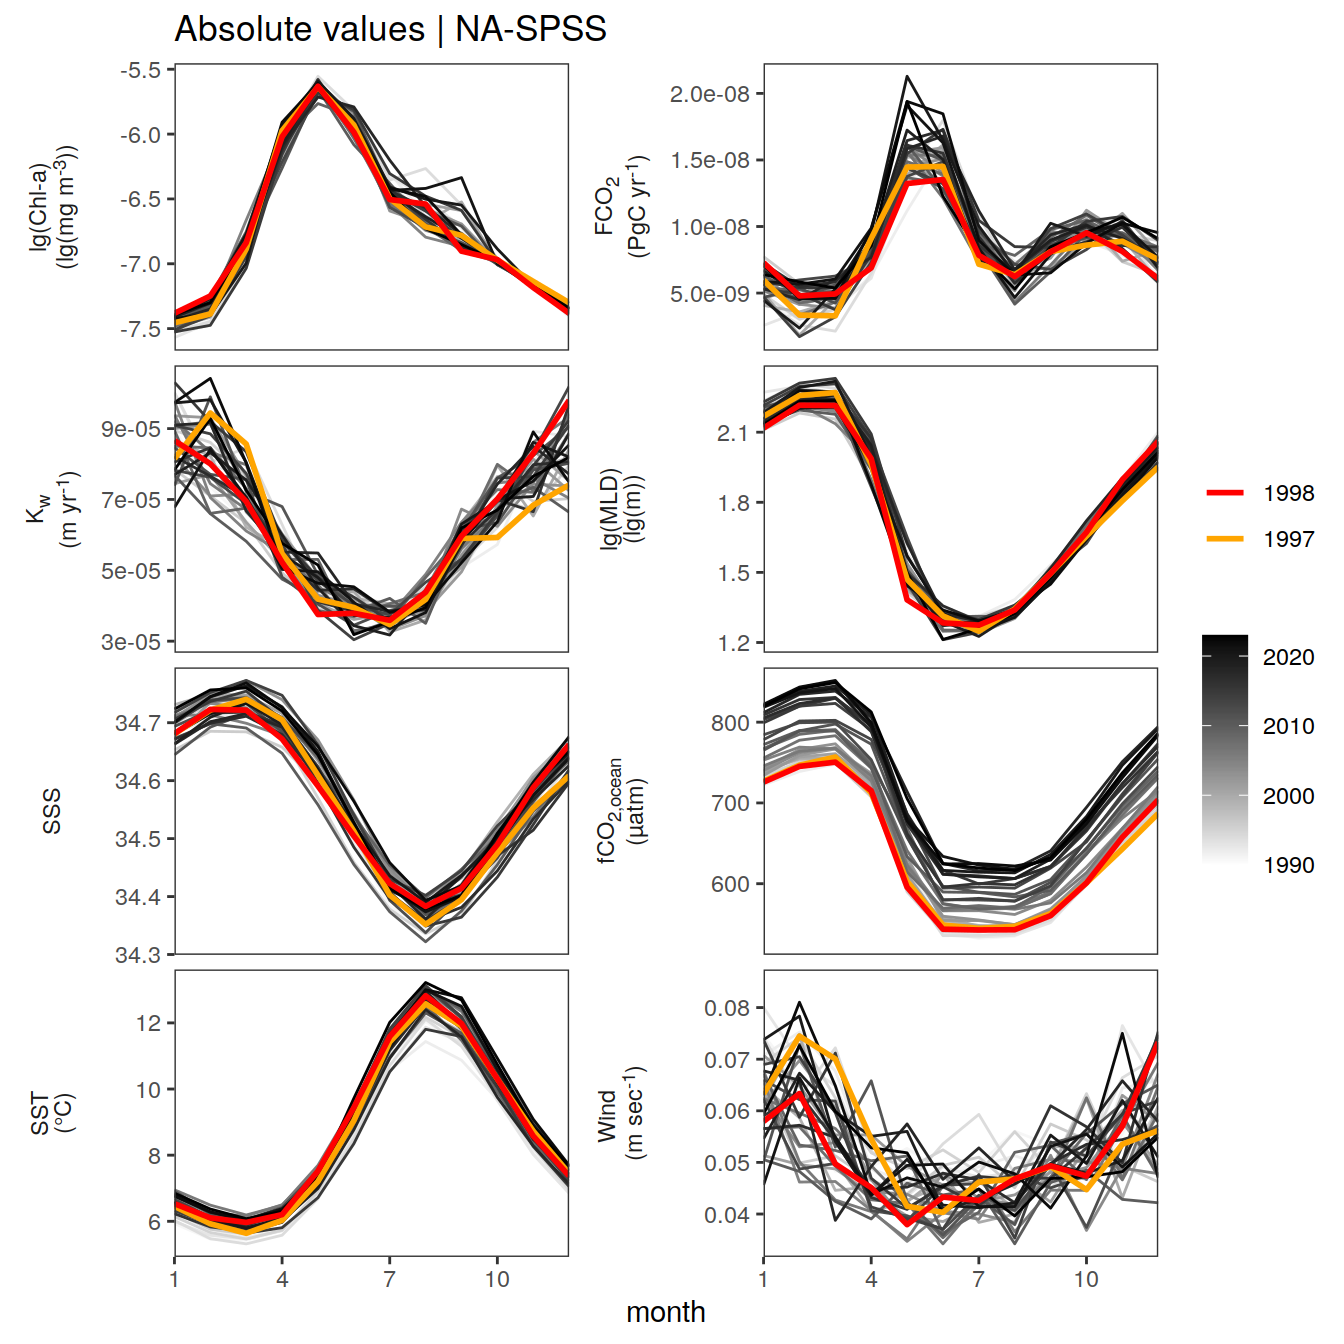 Absolute values | NA-SPSS
lg(Chl-a)
(lg(mg m⁻³))
-5.5
-6.0
-6.5
-7.0
-7.5
FCO₂
(PgC yr⁻¹)
2.0e-08
1.5e-08
1.0e-08
5.0e-09
K_w
(m yr⁻¹)
9e-05
7e-05
5e-05
3e-05
lg(MLD)
(lg(m))
2.1
1.8
1.5
1.2
SSS
34.7
34.6
34.5
34.4
34.3
fCO₂,ocean
(µatm)
800
700
600
SST
(°C)
12
10
8
6
Wind
(m sec⁻¹)
0.08
0.07
0.06
0.05
0.04
1 4 7 10
1 4 7 10
month
1998
1997
2020
2010
2000
1990